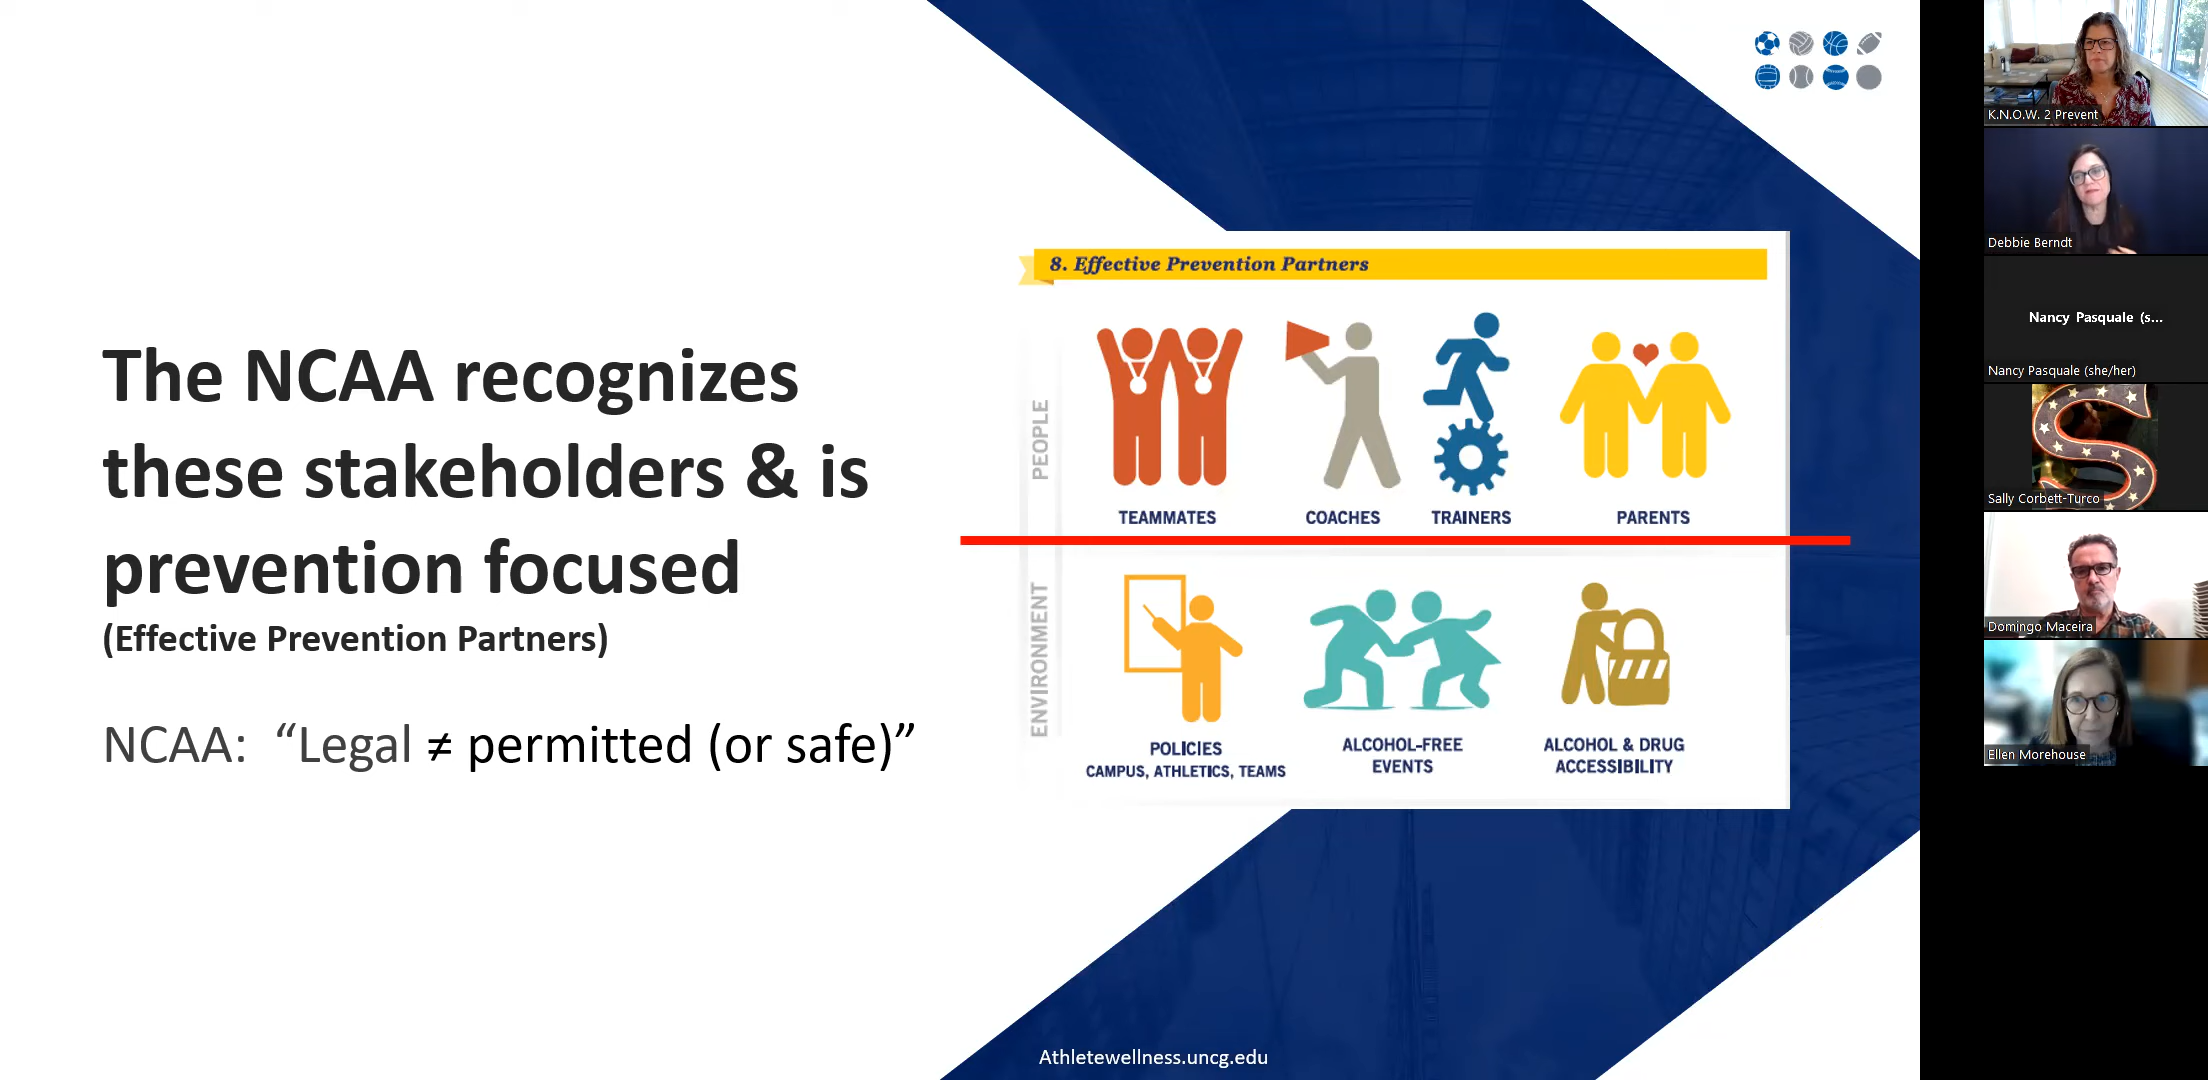 The NCAA recognizes
these stakeholders & is
prevention focused
(Effective Prevention Partners)
NCAA: “Legal ≠ permitted (or safe)”
8. Effective Prevention Partners
PEOPLE
TEAMMATES
COACHES
TRAINERS
PARENTS
ENVIRONMENT
POLICIES
CAMPUS, ATHLETICS, TEAMS
ALCOHOL-FREE
EVENTS
ALCOHOL & DRUG
ACCESSIBILITY
Athletewellness.uncg.edu
K.N.O.W. 2 Prevent
Debbie Berndt
Nancy Pasquale (s...
Nancy Pasquale (she/her)
S
Sally Corbett-Turco
Domingo Maceira
Ellen Morehouse